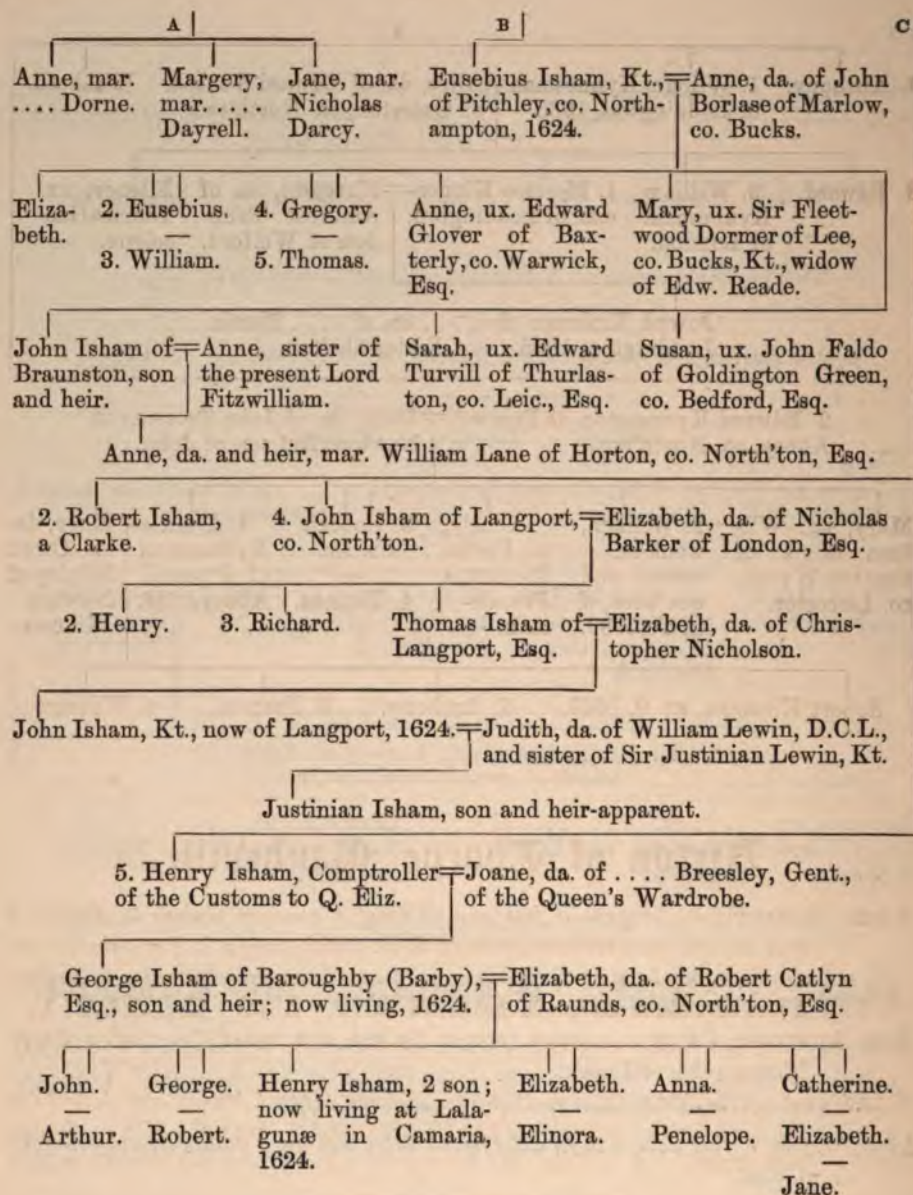 A B C
Anne, mar. Margery, Jane, mar. Eusebius Isham, Kt., Anne, da. of John
.... Dorne. mar. .... Nicholas of Pitchley, co. North- Borlase of Marlow,
Dayrell. Darcy. ampton, 1624. co. Bucks.
Eliza- 2. Eusebius. 4. Gregory. Anne, ux. Edward Mary, ux. Sir Fleet-
beth. — — Glover of Bax- wood Dormer of Lee,
3. William. 5. Thomas. terly, co. Warwick, co. Bucks, Kt., widow
Esq. of Edw. Reade.
John Isham of Anne, sister of Sarah, ux. Edward Susan, ux. John Faldo
Braunston, son the present Lord Turvill of Thurlas- of Goldington Green,
and heir. Fitzwilliam. ton, co. Leic., Esq. co. Bedford, Esq.
Anne, da. and heir, mar. William Lane of Horton, co. North'ton, Esq.
2. Robert Isham, 4. John Isham of Langport, Elizabeth, da. of Nicholas
a Clarke. co. North'ton. Barker of London, Esq.
2. Henry. 3. Richard. Thomas Isham of Elizabeth, da. of Chris-
Langport, Esq. topher Nicholson.
John Isham, Kt., now of Langport, 1624. Judith, da. of William Lewin, D.C.L.,
and sister of Sir Justinian Lewin, Kt.
Justinian Isham, son and heir-apparent.
5. Henry Isham, Comptroller Joane, da. of .... Breesley, Gent.,
of the Customs to Q. Eliz. of the Queen's Wardrobe.
George Isham of Baroughby (Barby), Elizabeth, da. of Robert Catlyn
Esq., son and heir; now living, 1624. of Raunds, co. North'ton, Esq.
John. George. Henry Isham, 2 son; Elizabeth. Anna. Catherine.
— — now living at Lala- — — —
Arthur. Robert. gunæ in Camaria, Elinora. Penelope. Elizabeth.
1624. —
Jane.